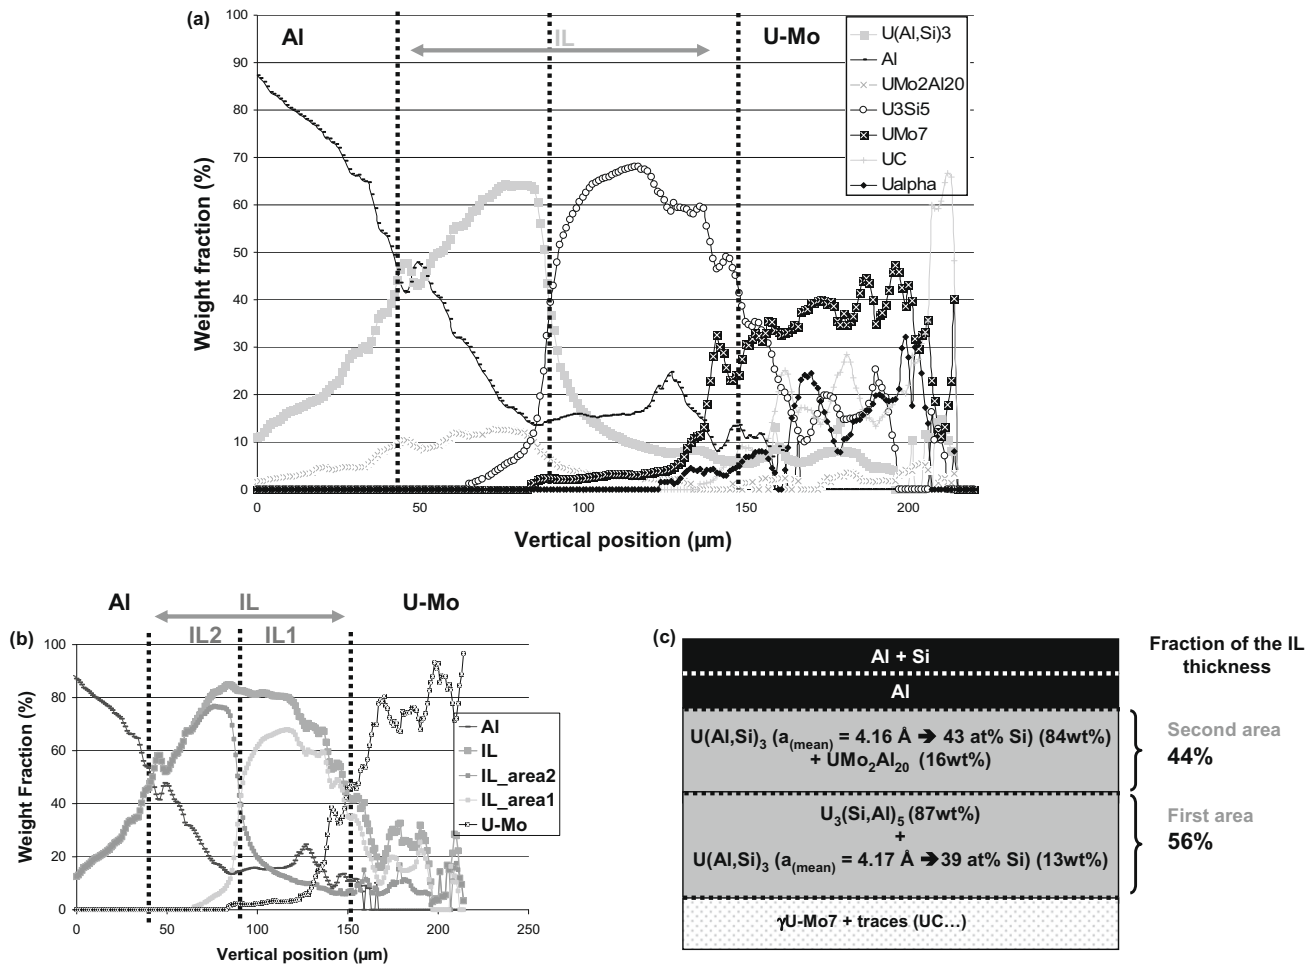 (a)
100
90
80
70
60
50
40
30
20
10
0
Weight fraction (%)
Al
IL
U-Mo
U(Al,Si)3
Al
UMo2Al20
U3Si5
UMo7
UC
Ualpha
0 50 100 150 200
Vertical position (µm)
(b)
Al IL U-Mo
IL2 IL1
100
80
60
40
20
0
Weight Fraction (%)
Al
IL
IL_area2
IL_area1
U-Mo
0 50 100 150 200 250
Vertical position (µm)
(c)
Al + Si
Al
U(Al,Si)₃ (a₍mean₎ = 4.16 Å ➔ 43 at% Si) (84wt%)
+ UMo₂Al₂₀ (16wt%)
U₃(Si,Al)₅ (87wt%)
+
U(Al,Si)₃ (a₍mean₎ = 4.17 Å ➔39 at% Si) (13wt%)
γU-Mo7 + traces (UC...)
Fraction of the IL
thickness
Second area
44%
First area
56%